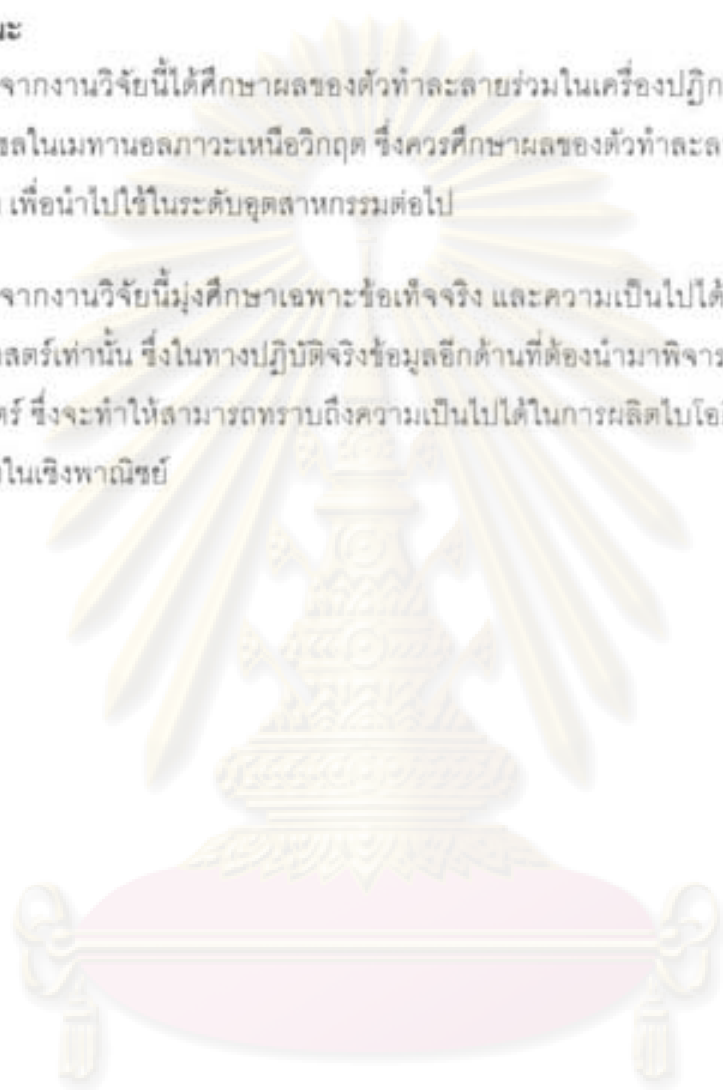 นะ
จากงานวิจัยนี้ได้ศึกษาผลของตัวทำละลายร่วมในเครื่องปฏิก
ซลในเมทานอลภาวะเหนือวิกฤต ซึ่งควรศึกษาผลของตัวทำละล
เพื่อนำไปใช้ในระดับอุตสาหกรรมต่อไป
จากงานวิจัยนี้มุ่งศึกษาเฉพาะข้อเท็จจริง และความเป็นไปได้
สตร์เท่านั้น ซึ่งในทางปฏิบัติจริงข้อมูลอีกด้านที่ต้องนำมาพิจาร
ตร์ ซึ่งจะทำให้สามารถทราบถึงความเป็นไปได้ในการผลิตไบโอ
ในเชิงพาณิชย์